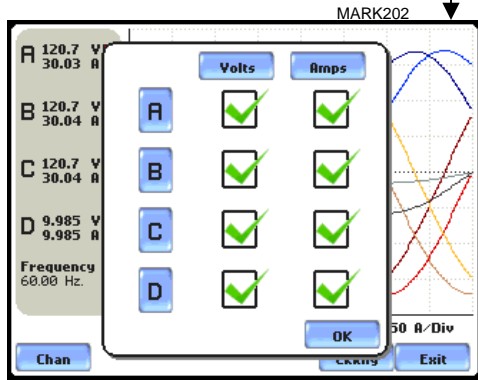 MARK202
A 120.7 V
30.03 A
B 120.7 V
30.04 A
C 120.7 V
30.04 A
D 9.985 V
9.985 A
Frequency
60.00 Hz.
Volts Amps
A
B
C
D
OK
50 A/Div
Chan Exit